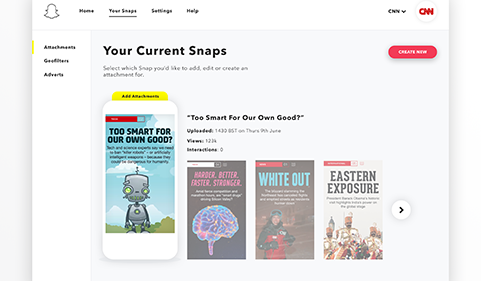 Home Your Snaps Settings Help
CNN
CNN
Attachments
Geofilters
Adverts
Your Current Snaps
CREATE NEW
Select which Snap you'd like to add, edit or create an
attachment for.
Add Attachments
TOO SMART FOR
OUR OWN GOOD?
Tech and science experts say we need
to ban "killer robots" – or artificially
intelligent weapons – because they
could be dangerous for humanity
"Too Smart For Our Own Good?"
Uploaded: 1430 BST on Thurs 9th June
Views: 123k
Interactions: 0
HARDER. BETTER.
FASTER. STRONGER.
WHITE OUT
EASTERN
EXPOSURE